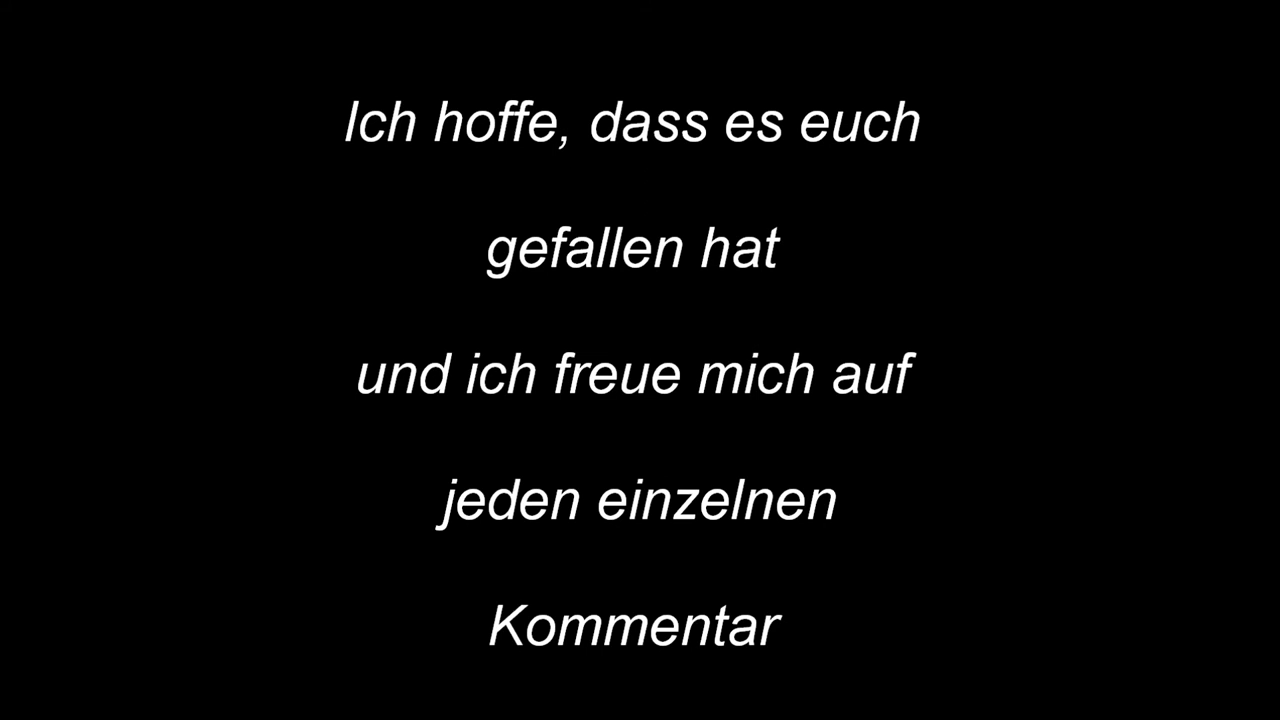 Ich hoffe, dass es euch
gefallen hat
und ich freue mich auf
jeden einzelnen
Kommentar